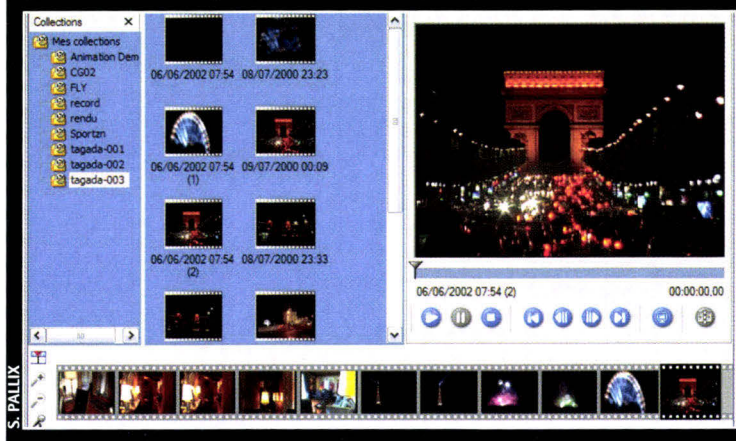 Collections
Mes collections
Animation Dem
CG02
FLY
record
rendu
Sportzn
tagada-001
tagada-002
tagada-003
06/06/2002 07:54 08/07/2000 23:23
06/06/2002 07:54 09/07/2000 00:09
(1)
06/06/2002 07:54 08/07/2000 23:33
(2)
06/06/2002 07:54 (2) 00:00:00,00
S. PALLIX